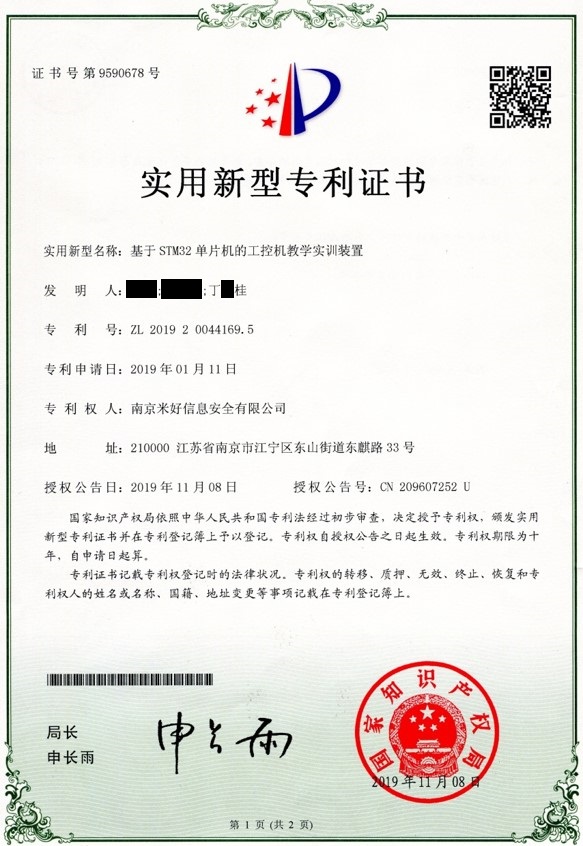 证书号第9590678号
实用新型专利证书
实用新型名称：基于STM32单片机的工控机教学实训装置
发明人：;丁桂
专利号：ZL 2019 2 0044169.5
专利申请日：2019年01月11日
专利权人：南京米好信息安全有限公司
地址：210000 江苏省南京市江宁区东山街道东麒路33号
授权公告日：2019年11月08日 授权公告号：CN 209607252 U
国家知识产权局依照中华人民共和国专利法经过初步审查，决定授予专利权，颁发实用
新型专利证书并在专利登记簿上予以登记。专利权自授权公告之日起生效。专利权期限为十
年，自申请日起算。
专利证书记载专利权登记时的法律状况。专利权的转移、质押、无效、终止、恢复和专
利权人的姓名或名称、国籍、地址变更等事项记载在专利登记簿上。
局长
申长雨
申长雨
国家知识产权局
2019年11月08日
第1页(共2页)